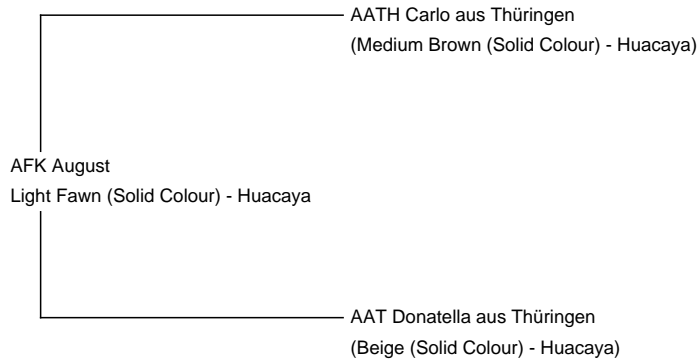 AATH Carlo aus Thüringen
(Medium Brown (Solid Colour) - Huacaya)
AFK August
Light Fawn (Solid Colour) - Huacaya
AAT Donatella aus Thüringen
(Beige (Solid Colour) - Huacaya)